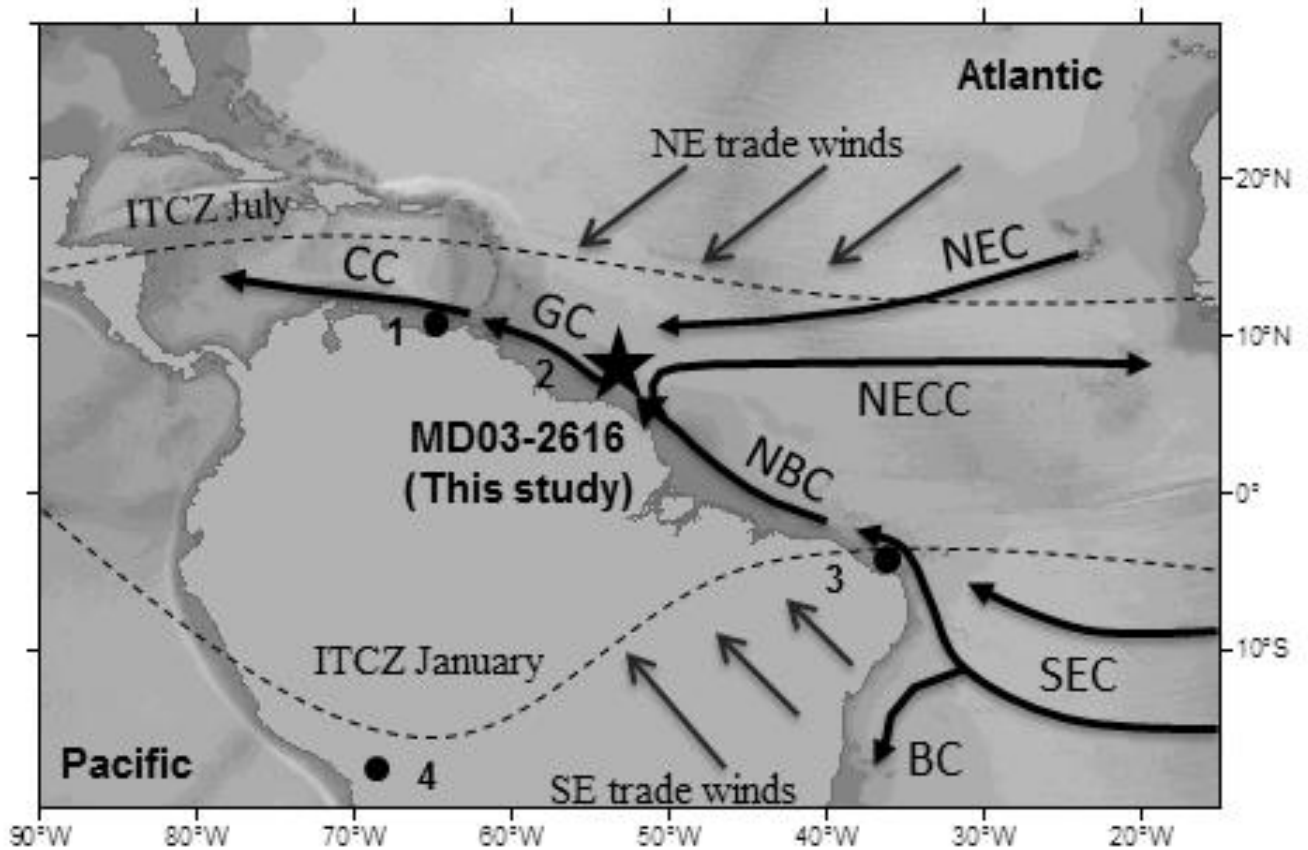 Atlantic
NE trade winds
20°N
ITCZ July
NEC
CC
GC
1
10°N
2
NECC
MD03-2616
(This study)
NBC
0°
3
ITCZ January
10°S
SEC
Pacific
4
BC
SE trade winds
90°W 80°W 70°W 60°W 50°W 40°W 30°W 20°W